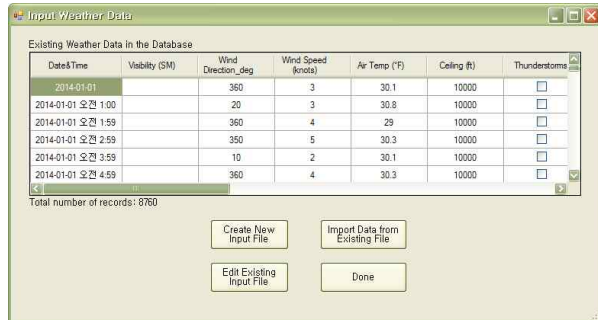 Input Weather Data
Existing Weather Data in the Database
Date&Time Visibility (SM) Wind Direction_deg Wind Speed (knots) Air Temp (°F) Ceiling (ft) Thunderstorms
2014-01-01 360 3 30.1 10000
2014-01-01 오전 1:00 20 3 30.8 10000
2014-01-01 오전 1:59 360 4 29 10000
2014-01-01 오전 2:59 350 5 30.3 10000
2014-01-01 오전 3:59 10 2 30.1 10000
2014-01-01 오전 4:59 360 4 30.3 10000
Total number of records: 8760
Create New Input File
Import Data from Existing File
Edit Existing Input File
Done